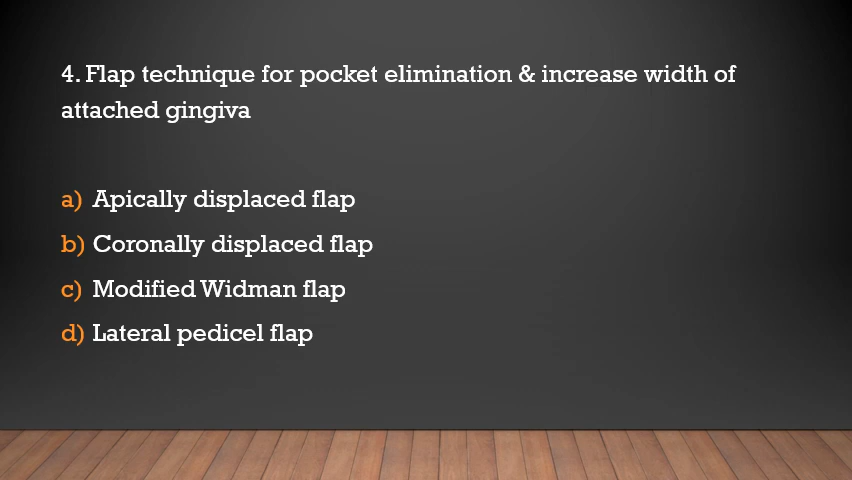 4. Flap technique for pocket elimination & increase width of
attached gingiva
a) Apically displaced flap
b) Coronally displaced flap
c) Modified Widman flap
d) Lateral pedicel flap